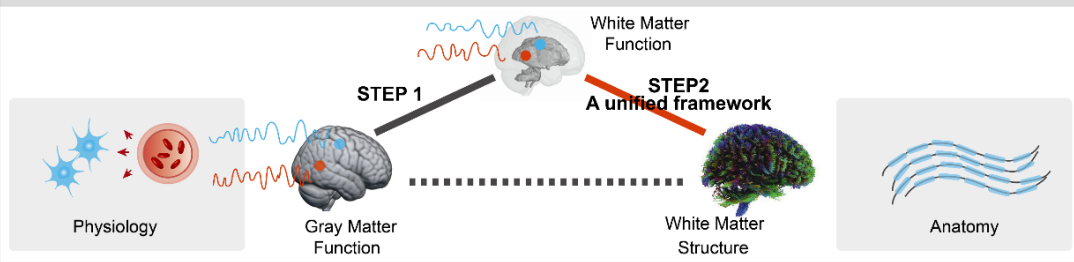 White Matter
Function
STEP 1
STEP2
A unified framework
Physiology
Gray Matter
Function
White Matter
Structure
Anatomy